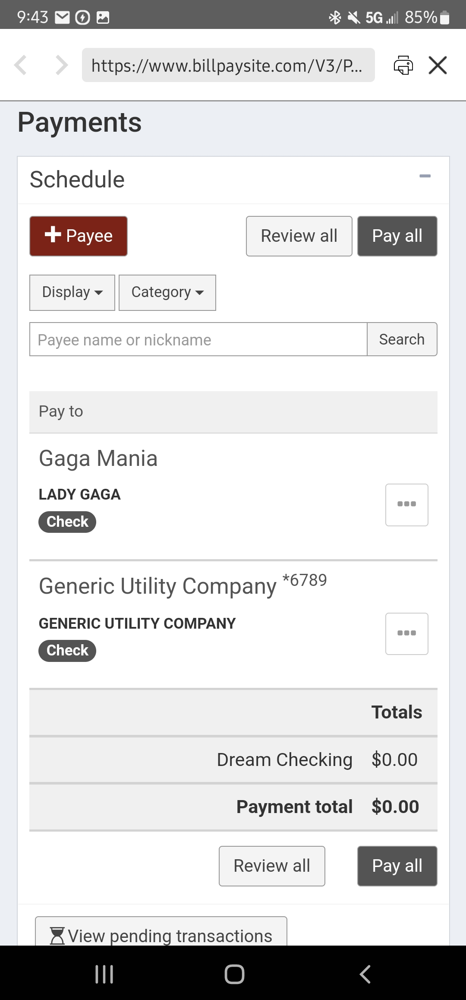 9:43 5G 85%
https://www.billpaysite.com/V3/P...
Payments
Schedule
Payee Review all Pay all
Display Category
Payee name or nickname Search
Pay to
Gaga Mania
LADY GAGA
Check
Generic Utility Company *6789
GENERIC UTILITY COMPANY
Check
Totals
Dream Checking $0.00
Payment total $0.00
Review all Pay all
View pending transactions